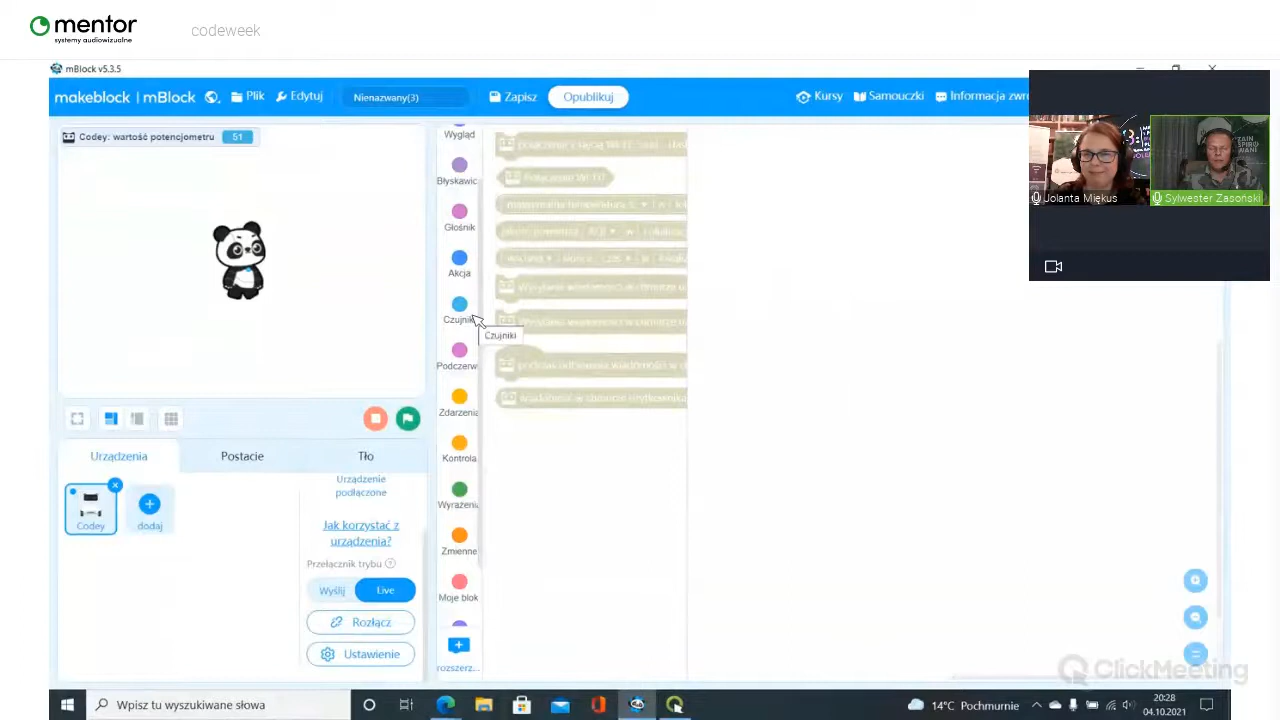 mentor
systemy audiowizualne
codeweek
mBlock v5.3.5
makeblock | mBlock
Plik
Edytuj
Nienazwany(3)
Zapisz
Opublikuj
Kursy
Samouczki
Informacja zwro
Codey: wartość potencjometru 51
Jolanta Miękus
Sylwester Zasoński
Wygląd
Błyskawic
Głośnik
Akcja
Czujnik
Czujniki
Podczerw
Zdarzenia
Kontrola
Wyrażenia
Zmienne
Moje blok
rozszerz...
Urządzenia
Postacie
Tło
Codey
dodaj
Urządzenie
podłączone
Jak korzystać z
urządzenia?
Przełącznik trybu
Wyślij
Live
Rozłącz
Ustawienie
ClickMeeting
Wpisz tu wyszukiwane słowa
14°C Pochmurnie
20:28
04.10.2021